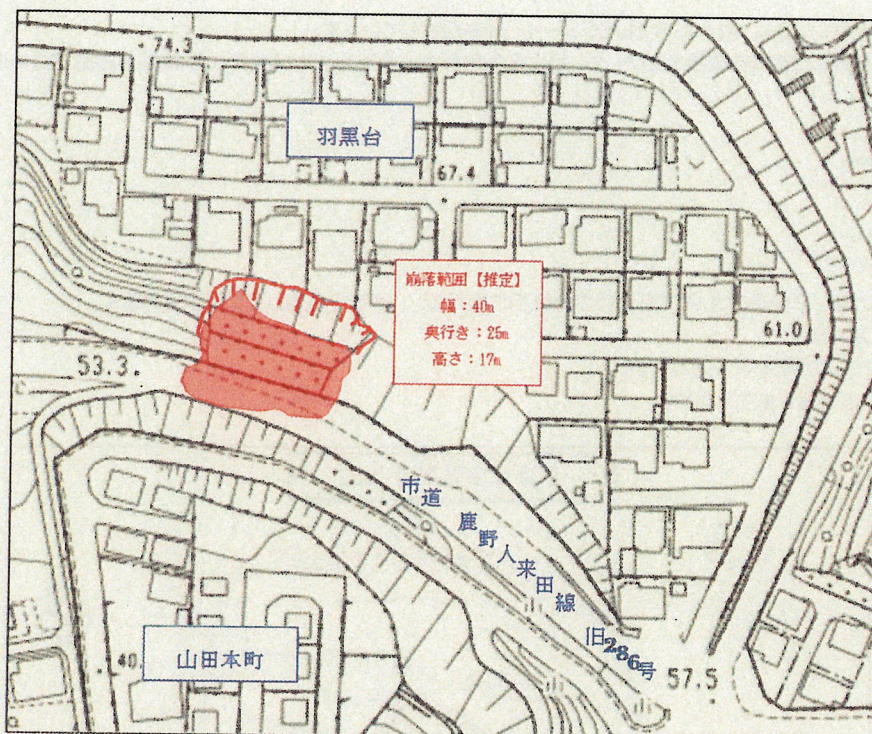 74.3
羽黒台
67.4
崩落範囲【推定】
幅：40m
奥行き：25m
高さ：17m
61.0
53.3
市道 鹿野人来田線
旧286号
57.5
山田本町
40.